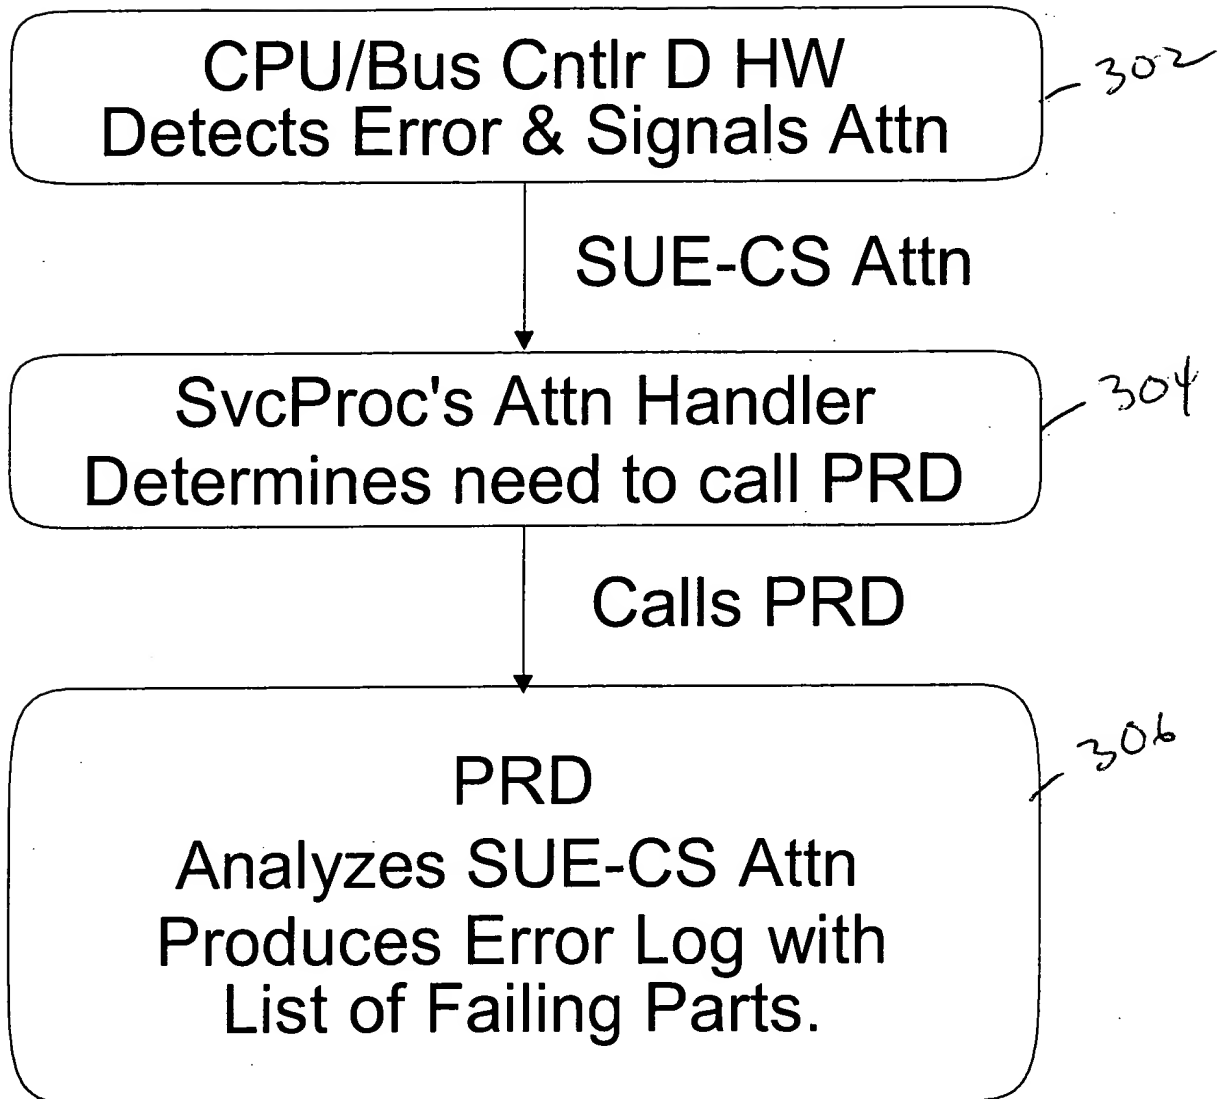 CPU/Bus Cntlr D HW
Detects Error & Signals Attn
302
SUE-CS Attn
SvcProc's Attn Handler
Determines need to call PRD
304
Calls PRD
306
PRD
Analyzes SUE-CS Attn
Produces Error Log with
List of Failing Parts.